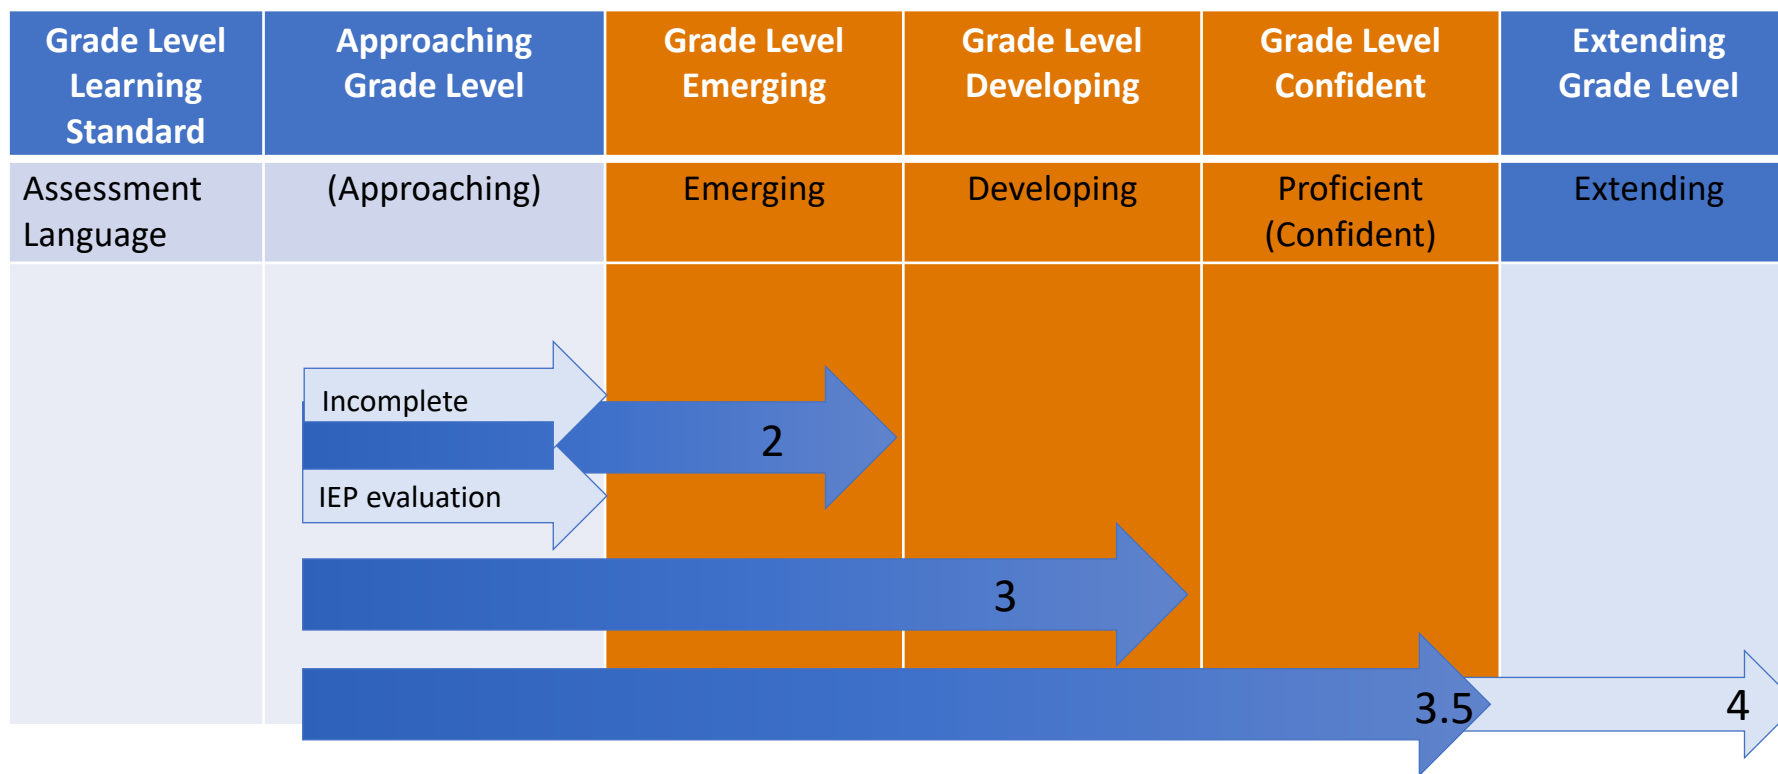 Grade Level
Learning
Standard
Approaching
Grade Level
Grade Level
Emerging
Grade Level
Developing
Grade Level
Confident
Extending
Grade Level
Assessment
Language
(Approaching)
Emerging
Developing
Proficient
(Confident)
Extending
Incomplete
2
IEP evaluation
3
3.5
4